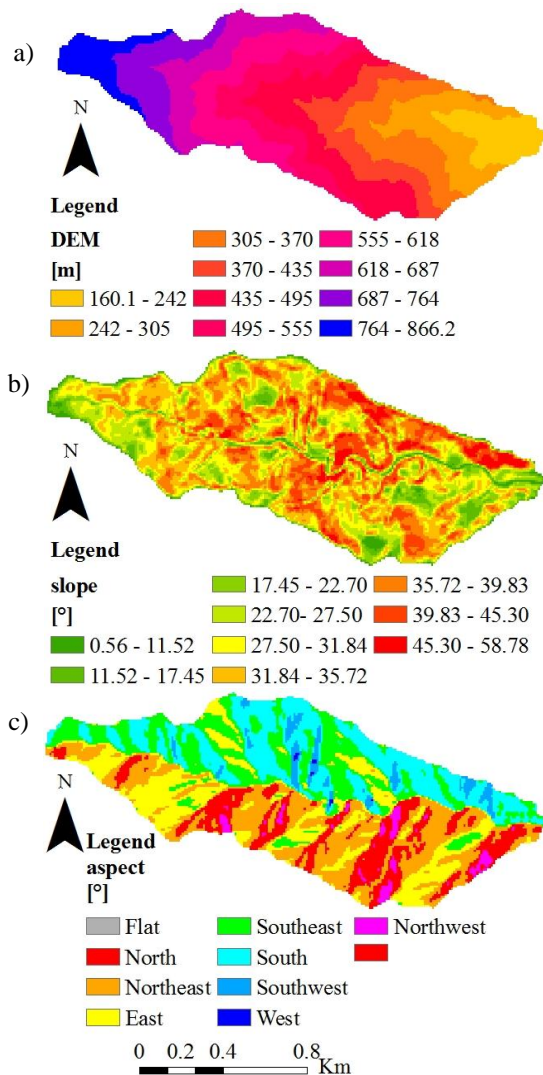 a)
N
Legend
DEM
[m]
160.1 - 242
242 - 305
305 - 370
370 - 435
435 - 495
495 - 555
555 - 618
618 - 687
687 - 764
764 - 866.2
b)
N
Legend
slope
[°]
0.56 - 11.52
11.52 - 17.45
17.45 - 22.70
22.70- 27.50
27.50 - 31.84
31.84 - 35.72
35.72 - 39.83
39.83 - 45.30
45.30 - 58.78
c)
N
Legend
aspect
[°]
Flat
North
Northeast
East
Southeast
South
Southwest
West
Northwest
0 0.2 0.4 0.8
Km